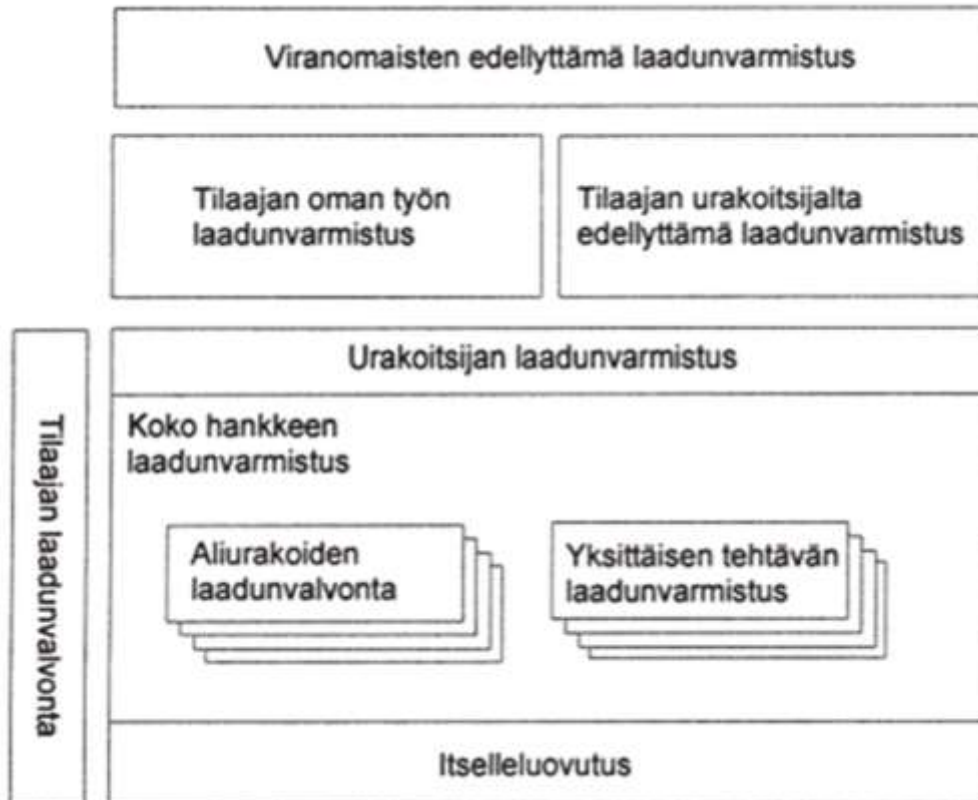 Viranomaisten edellyttämä laadunvarmistus
Tilaajan oman työn
laadunvarmistus
Tilaajan urakoitsijalta
edellyttämä laadunvarmistus
Tilaajan laadunvalvonta
Urakoitsijan laadunvarmistus
Koko hankkeen
laadunvarmistus
Aliurakoiden
laadunvalvonta
Yksittäisen tehtävän
laadunvarmistus
Itselleluovutus